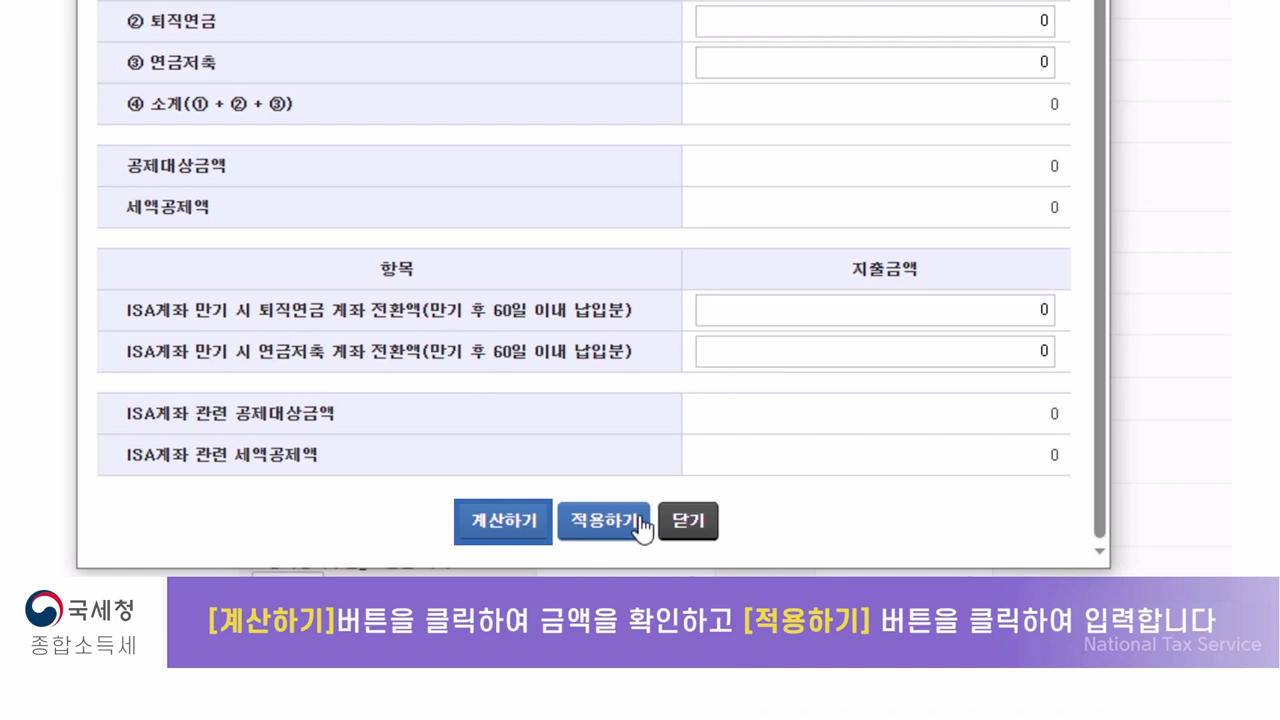 ② 퇴직연금 0
③ 연금저축 0
④ 소계(① + ② + ③) 0
공제대상금액 0
세액공제액 0
항목 지출금액
ISA계좌 만기 시 퇴직연금 계좌 전환액(만기 후 60일 이내 납입분) 0
ISA계좌 만기 시 연금저축 계좌 전환액(만기 후 60일 이내 납입분) 0
ISA계좌 관련 공제대상금액 0
ISA계좌 관련 세액공제액 0
계산하기 적용하기 닫기
국세청
종합소득세
[계산하기]버튼을 클릭하여 금액을 확인하고 [적용하기] 버튼을 클릭하여 입력합니다
National Tax Service